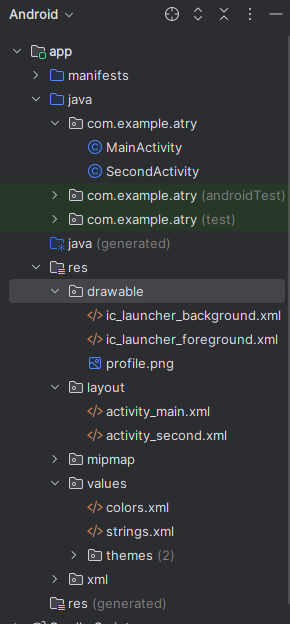 Android
app
manifests
java
com.example.atry
MainActivity
SecondActivity
com.example.atry (androidTest)
com.example.atry (test)
java (generated)
res
drawable
ic_launcher_background.xml
ic_launcher_foreground.xml
profile.png
layout
activity_main.xml
activity_second.xml
mipmap
values
colors.xml
strings.xml
themes (2)
xml
res (generated)